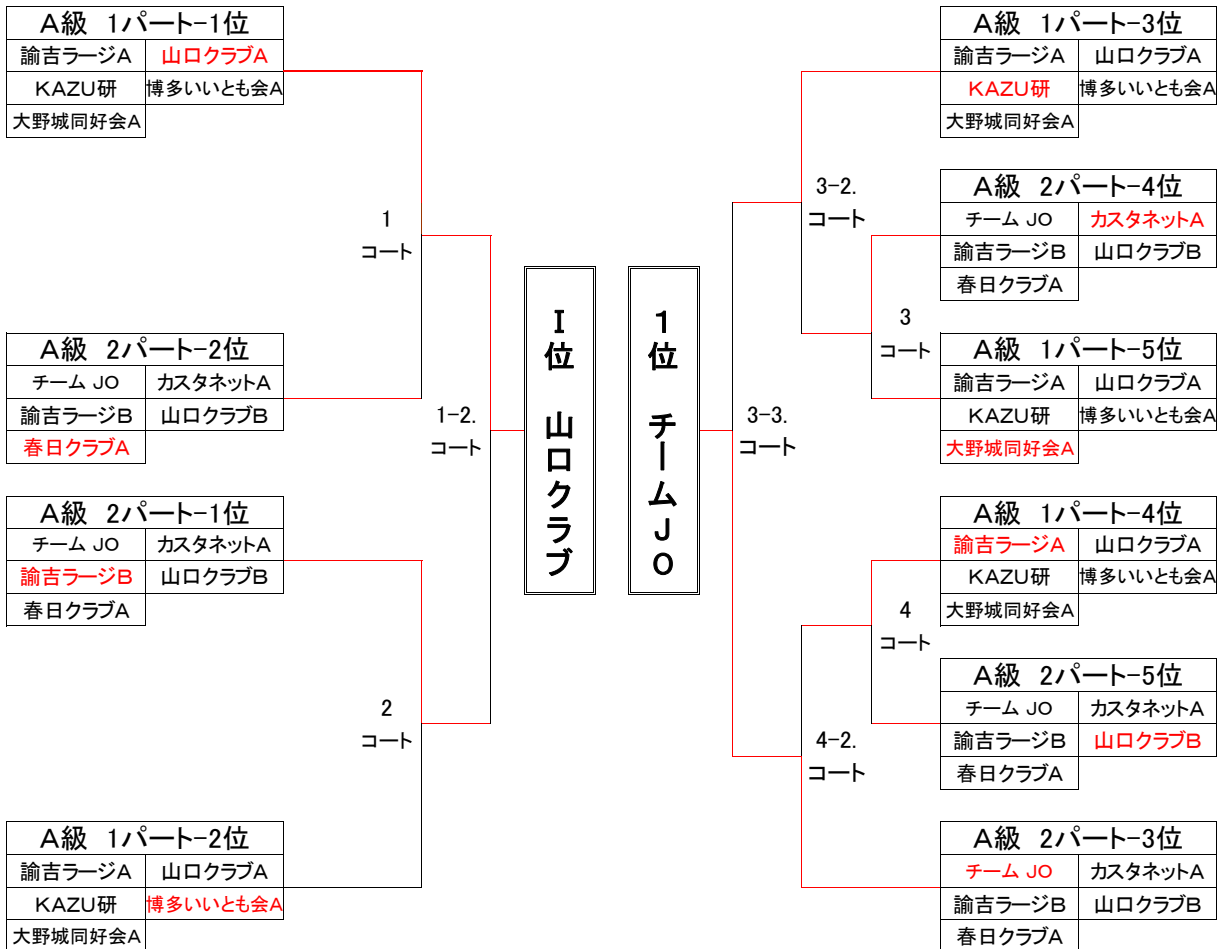 A級 1パート-1位
諭吉ラージA 山口クラブA
KAZU研 博多いいとも会A
大野城同好会A
1
コート
A級 2パート-2位
チーム JO カスタネットA
諭吉ラージB 山口クラブB
春日クラブA
1-2.
コート
A級 2パート-1位
チーム JO カスタネットA
諭吉ラージB 山口クラブB
春日クラブA
2
コート
A級 1パート-2位
諭吉ラージA 山口クラブA
KAZU研 博多いいとも会A
大野城同好会A
Ⅰ位 山口クラブ
1位 チームJO
A級 1パート-3位
諭吉ラージA 山口クラブA
KAZU研 博多いいとも会A
大野城同好会A
3-2.
コート
A級 2パート-4位
チーム JO カスタネットA
諭吉ラージB 山口クラブB
春日クラブA
3
コート
A級 1パート-5位
諭吉ラージA 山口クラブA
KAZU研 博多いいとも会A
大野城同好会A
3-3.
コート
A級 1パート-4位
諭吉ラージA 山口クラブA
KAZU研 博多いいとも会A
大野城同好会A
4
コート
A級 2パート-5位
チーム JO カスタネットA
諭吉ラージB 山口クラブB
春日クラブA
4-2.
コート
A級 2パート-3位
チーム JO カスタネットA
諭吉ラージB 山口クラブB
春日クラブA